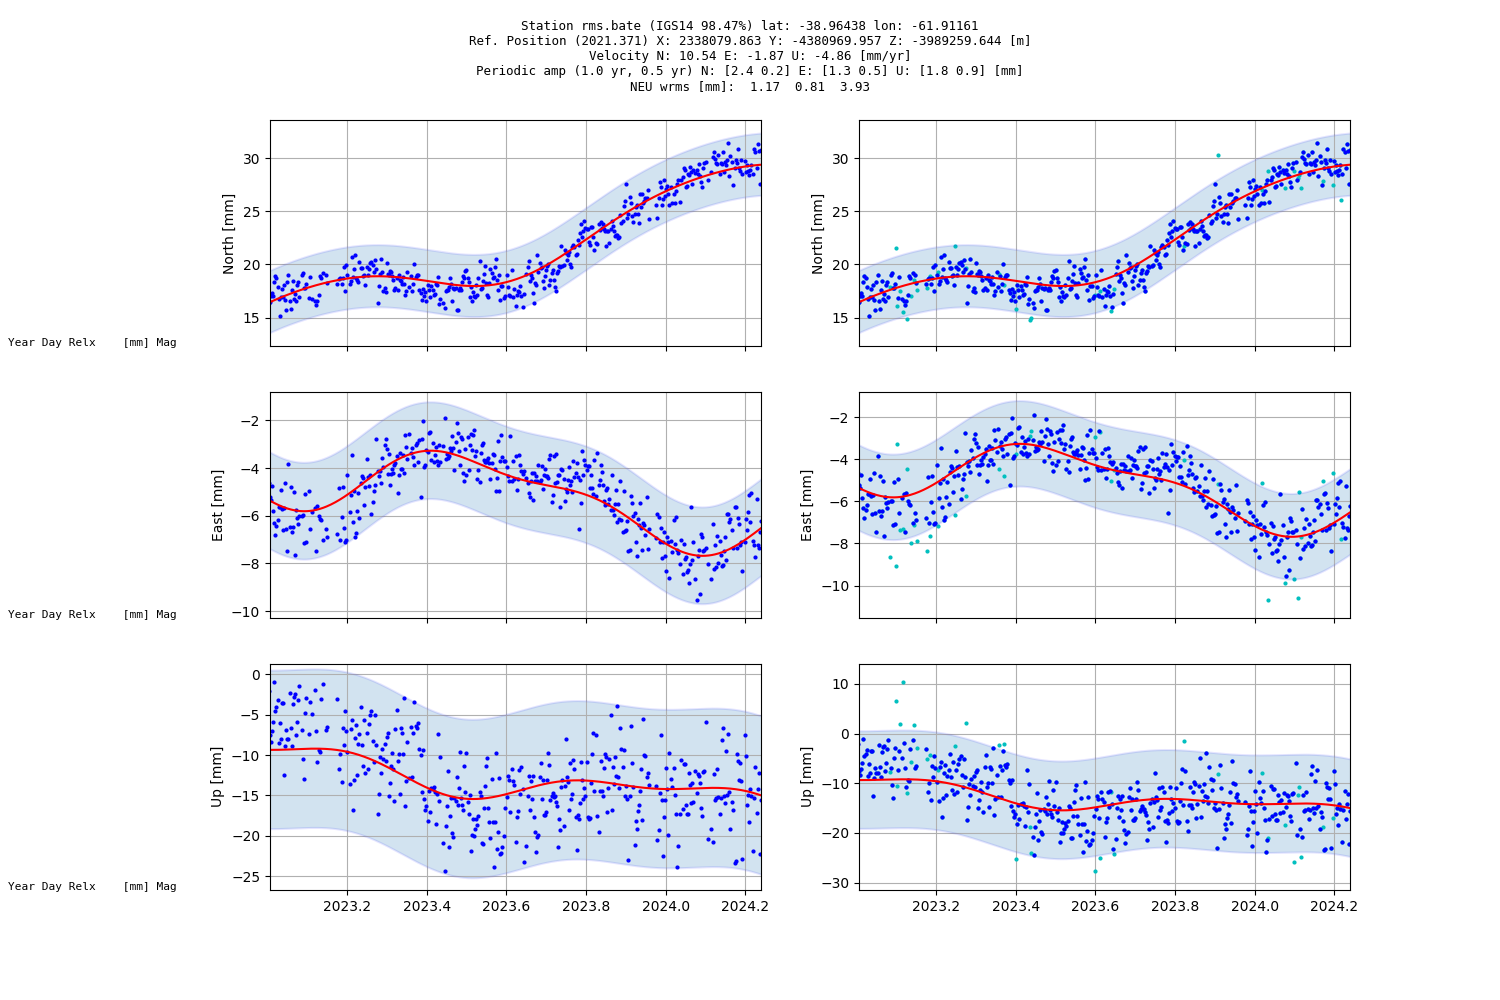 Station rms.bate (IGS14 98.47%) lat: -38.96438 lon: -61.91161
Ref. Position (2021.371) X: 2338079.863 Y: -4380969.957 Z: -3989259.644 [m]
Velocity N: 10.54 E: -1.87 U: -4.86 [mm/yr]
Periodic amp (1.0 yr, 0.5 yr) N: [2.4 0.2] E: [1.3 0.5] U: [1.8 0.9] [mm]
NEU wrms [mm]:  1.17  0.81  3.93
North [mm]
30
25
20
15
North [mm]
30
25
20
15
Year Day Relx    [mm] Mag
East [mm]
−2
−4
−6
−8
−10
East [mm]
−2
−4
−6
−8
−10
Year Day Relx    [mm] Mag
Up [mm]
0
−5
−10
−15
−20
−25
Up [mm]
10
0
−10
−20
−30
Year Day Relx    [mm] Mag
2023.2 2023.4 2023.6 2023.8 2024.0 2024.2
2023.2 2023.4 2023.6 2023.8 2024.0 2024.2